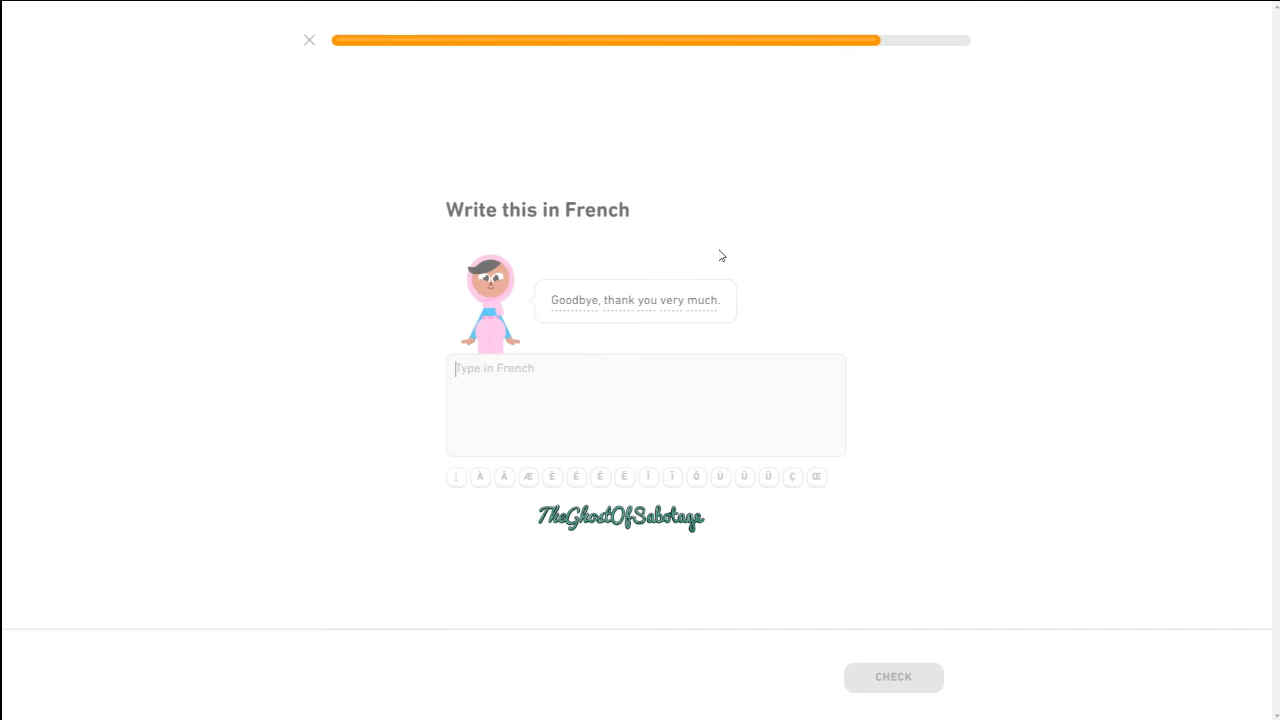 Write this in French
Goodbye, thank you very much.
Type in French
↓ À Â Æ È É Ê Ë Î Ï Ô Ù Û Ü Ç Œ
TheGhostOfSabotage
CHECK